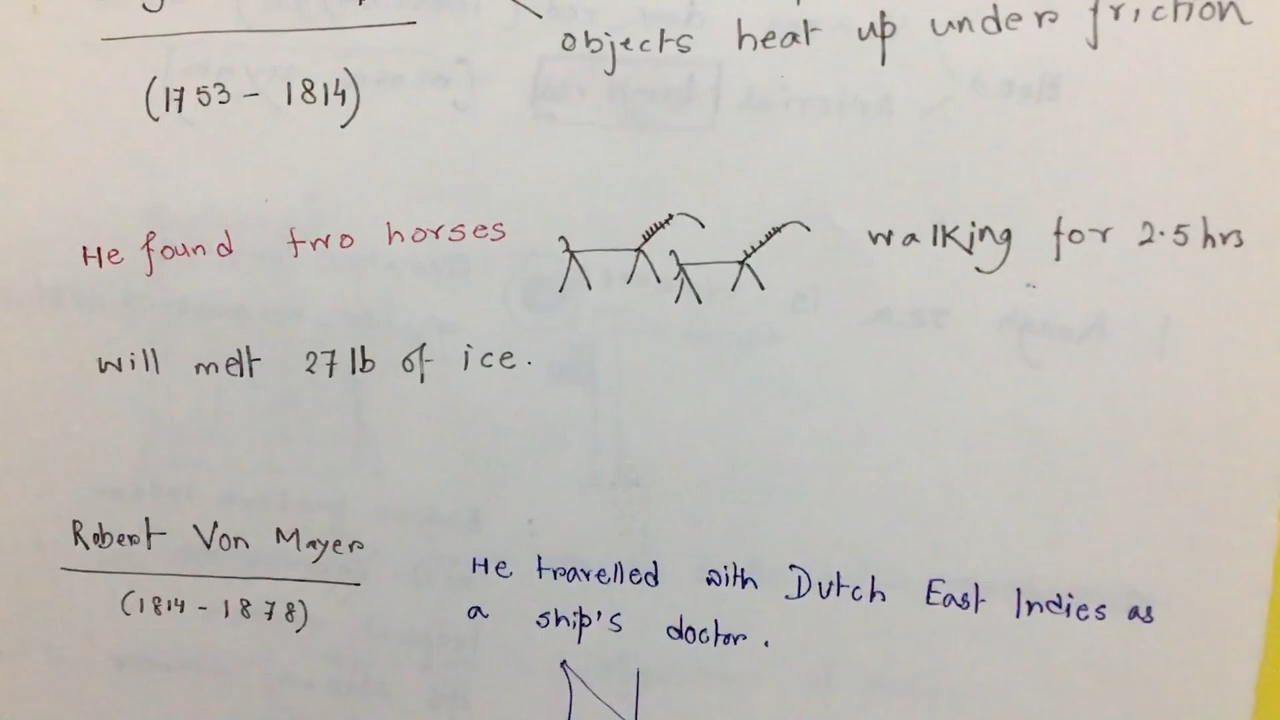 objects heat up under friction
(1753 - 1814)
He found two horses walking for 2.5 hrs
will melt 27 lb of ice.
Robert Von Mayer
(1814 - 1878)
He travelled with Dutch East Indies as
a ship's doctor.